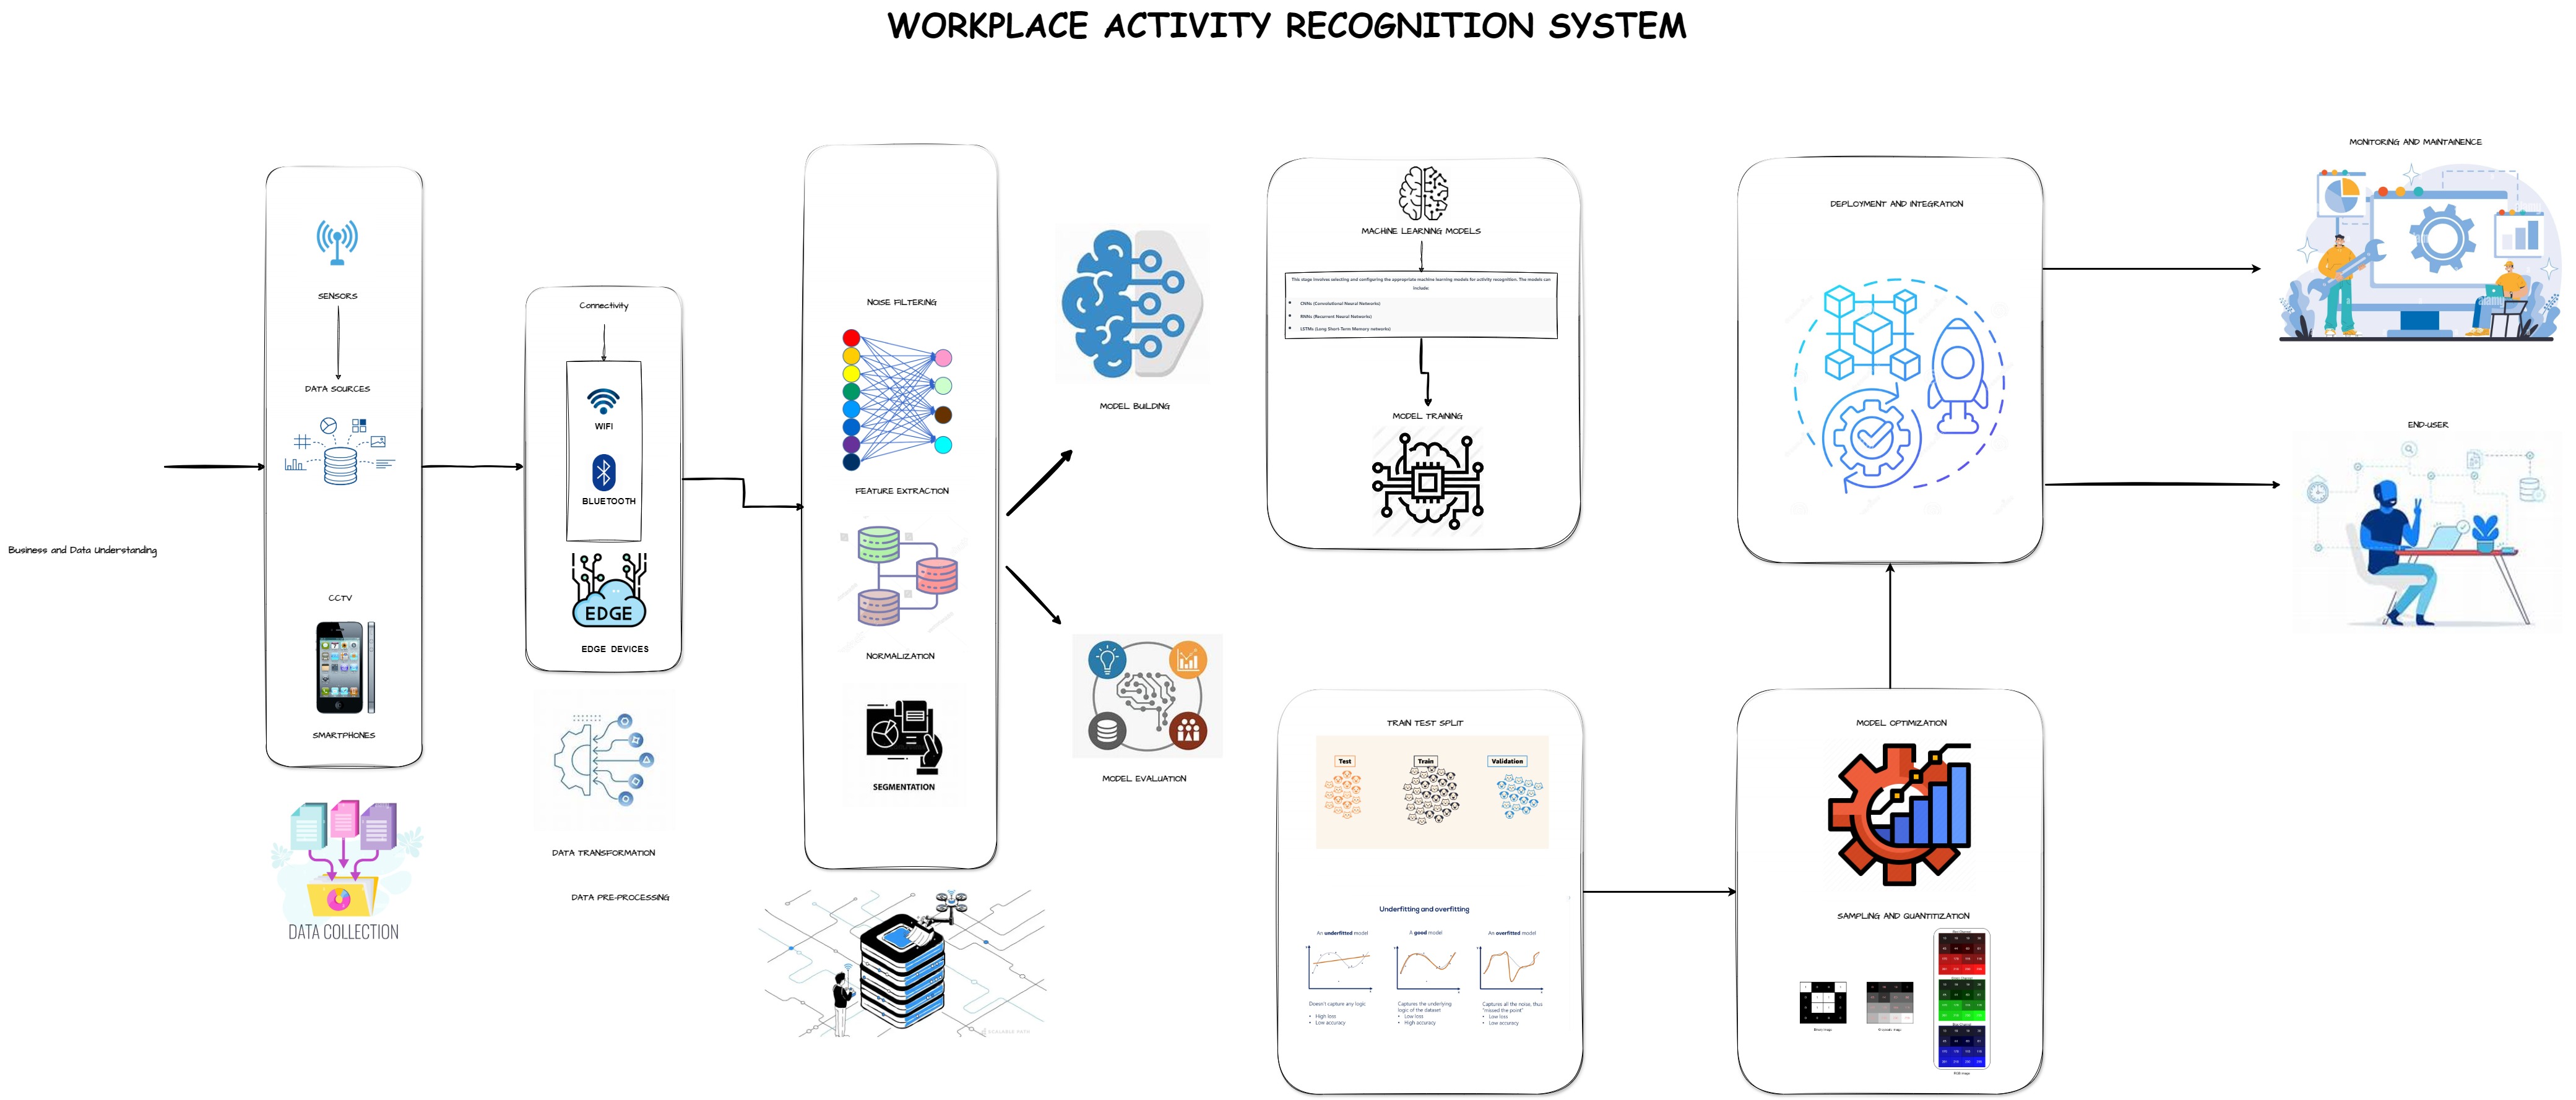 WORKPLACE ACTIVITY RECOGNITION SYSTEM
Business and Data Understanding
SENSORS
DATA SOURCES
CCTV
SMARTPHONES
DATA COLLECTION
Connectivity
WIFI
BLUETOOTH
EDGE
EDGE DEVICES
DATA TRANSFORMATION
DATA PRE-PROCESSING
NOISE FILTERING
FEATURE EXTRACTION
NORMALIZATION
SEGMENTATION
SCALABLE PATH
MODEL BUILDING
MODEL EVALUATION
MACHINE LEARNING MODELS
This stage involves selecting and configuring the appropriate machine learning models for activity recognition. The models can
include:
CNNs (Convolutional Neural Networks)
RNNs (Recurrent Neural Networks)
LSTMs (Long Short-Term Memory networks)
MODEL TRAINING
TRAIN TEST SPLIT
Test
Train
Validation
Underfitting and overfitting
An underfitted model
A good model
An overfitted model
Doesn't capture any logic
• High loss
• Low accuracy
Captures the underlying
logic of the dataset
• Low loss
• High accuracy
Captures all the noise, thus
"missed the point"
• Low loss
• Low accuracy
DEPLOYMENT AND INTEGRATION
MODEL OPTIMIZATION
SAMPLING AND QUANTITIZATION
MONITORING AND MAINTAINENCE
END-USER